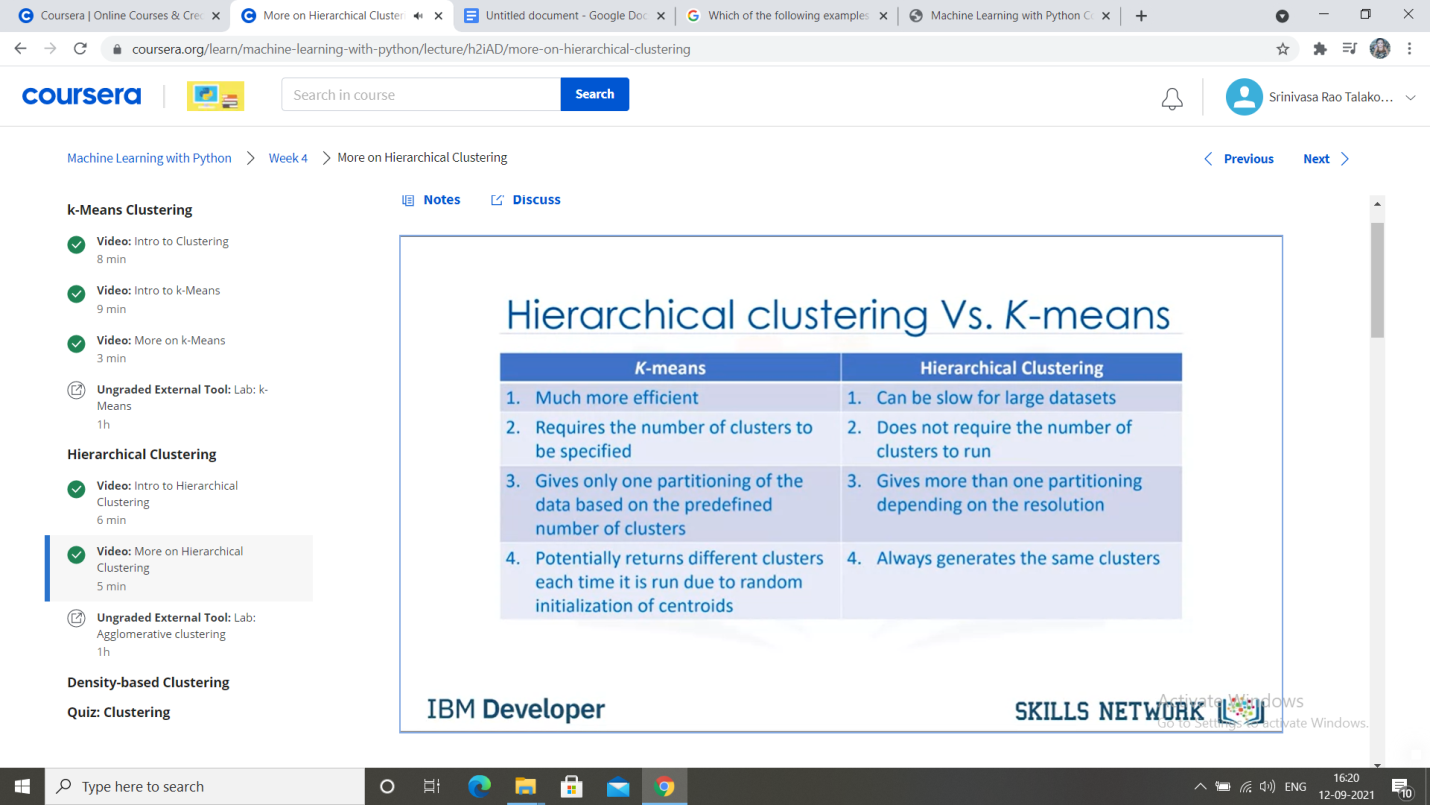 Coursera | Online Courses & Cre
More on Hierarchical Cluster
Untitled document - Google Doc
Which of the following examples
Machine Learning with Python C
coursera.org/learn/machine-learning-with-python/lecture/h2iAD/more-on-hierarchical-clustering
coursera
Search in course
Search
Srinivasa Rao Talako...
Machine Learning with Python
Week 4
More on Hierarchical Clustering
Previous
Next
k-Means Clustering
Video: Intro to Clustering
8 min
Video: Intro to k-Means
9 min
Video: More on k-Means
3 min
Ungraded External Tool: Lab: k-
Means
1h
Hierarchical Clustering
Video: Intro to Hierarchical
Clustering
6 min
Video: More on Hierarchical
Clustering
5 min
Ungraded External Tool: Lab:
Agglomerative clustering
1h
Density-based Clustering
Quiz: Clustering
Notes
Discuss
Hierarchical clustering Vs. K-means
K-means
Hierarchical Clustering
1. Much more efficient
1. Can be slow for large datasets
2. Requires the number of clusters to
be specified
2. Does not require the number of
clusters to run
3. Gives only one partitioning of the
data based on the predefined
number of clusters
3. Gives more than one partitioning
depending on the resolution
4. Potentially returns different clusters
each time it is run due to random
initialization of centroids
4. Always generates the same clusters
IBM Developer
SKILLS NETWORK
Activate Windows
Go to Settings to activate Windows.
Type here to search
ENG
16:20
12-09-2021
10